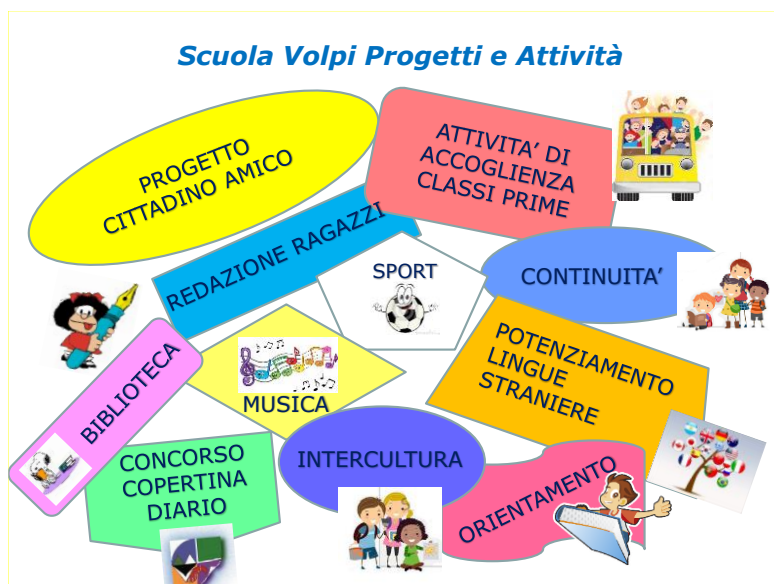 Scuola Volpi Progetti e Attività
PROGETTO
CITTADINO AMICO
ATTIVITA’ DI
ACCOGLIENZA
CLASSI PRIME
REDAZIONE RAGAZZI
SPORT
CONTINUITA’
POTENZIAMENTO
LINGUE
STRANIERE
BIBLIOTECA
MUSICA
CONCORSO
COPERTINA
DIARIO
INTERCULTURA
ORIENTAMENTO